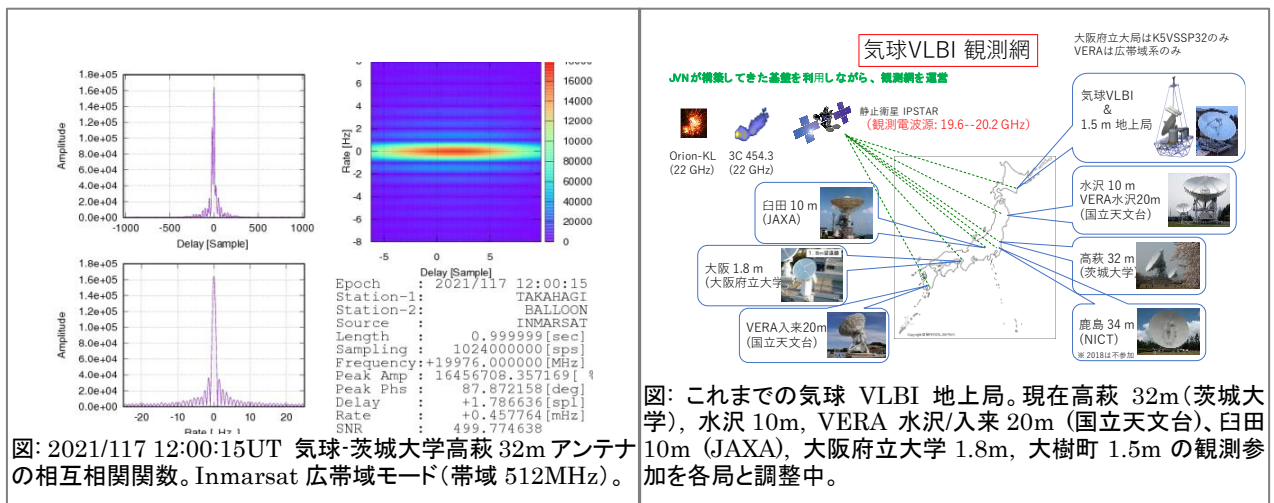 1.8e+05
1.6e+05
1.4e+05
1.2e+05
1.0e+05
8.0e+04
6.0e+04
4.0e+04
2.0e+04
0.0e+00
Amplitude
-1000 -500 0 500 1000
Delay [Sample]
8
6
4
2
0
-2
-4
-6
-8
Rate [Hz]
-5 0 5
Delay [Sample]
18000
16000
14000
12000
10000
80000
60000
40000
20000
0
1.8e+05
1.6e+05
1.4e+05
1.2e+05
1.0e+05
8.0e+04
6.0e+04
4.0e+04
2.0e+04
0.0e+00
Amplitude
-20 -10 0 10 20
Rate [Hz]
Epoch : 2021/117 12:00:15
Station-1: TAKAHAGI
Station-2: BALLOON
Source : INMARSAT
Length : 0.999999[sec]
Sampling : 1024000000[sps]
Frequency:+19976.000000[MHz]
Peak Amp : 16456708.357169[ %
Peak Phs : 87.872158[deg]
Delay : +1.786636[spl]
Rate : +0.457764[mHz]
SNR : 499.774638
図: 2021/117 12:00:15UT 気球-茨城大学高萩 32m アンテナ
の相互相関関数。Inmarsat 広帯域モード(帯域 512MHz)。
気球VLBI 観測網
大阪府立大局はK5VSSP32のみ
VERAは広帯域系のみ
JVNが構築してきた基盤を利用しながら、観測網を運営
静止衛星 IPSTAR
(観測電波源: 19.6--20.2 GHz)
Orion-KL
(22 GHz)
3C 454.3
(22 GHz)
気球VLBI
&
1.5 m 地上局
水沢 10 m
VERA水沢20m
(国立天文台)
臼田 10 m
(JAXA)
高萩 32 m
(茨城大学)
大阪 1.8 m
(大阪府立大学
鹿島 34 m
(NICT)
※ 2018は不参加
VERA入来20m
(国立天文台)
図: これまでの気球 VLBI 地上局。現在高萩 32m(茨城大
学), 水沢 10m, VERA 水沢/入来 20m (国立天文台)、臼田
10m (JAXA), 大阪府立大学 1.8m, 大樹町 1.5m の観測参
加を各局と調整中。